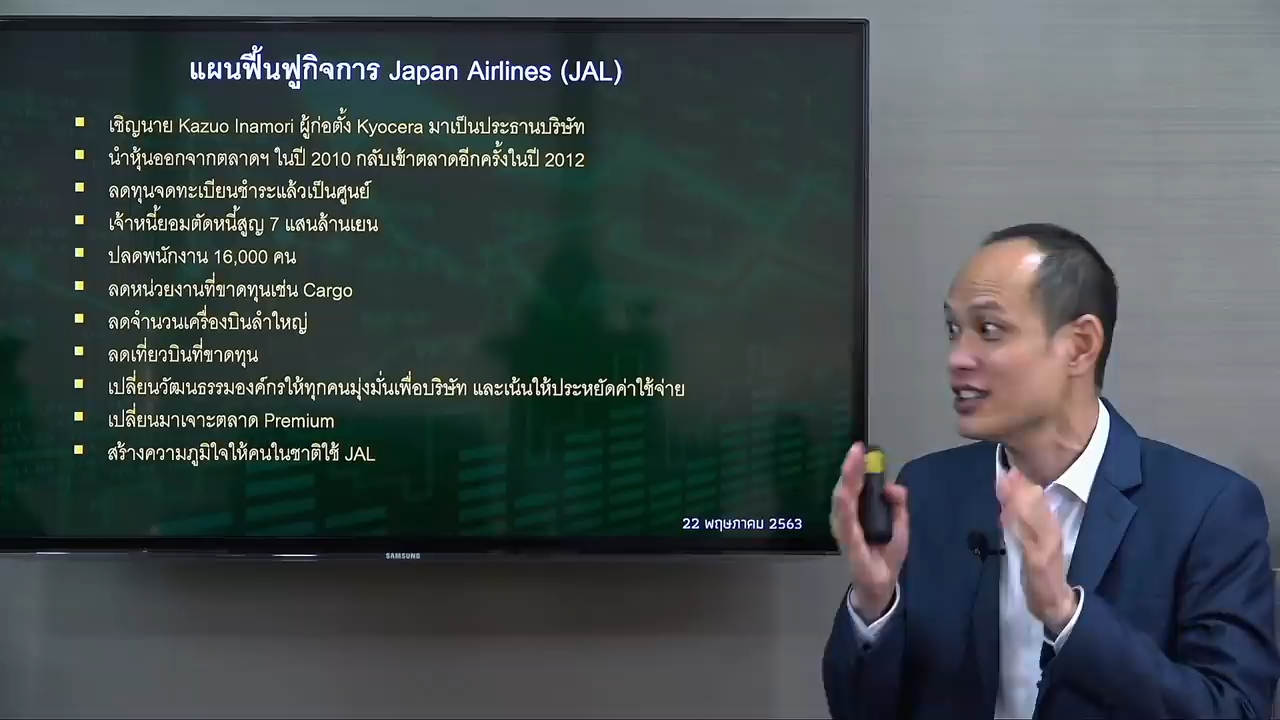 แผนฟื้นฟูกิจการ Japan Airlines (JAL)
เชิญนาย Kazuo Inamori ผู้ก่อตั้ง Kyocera มาเป็นประธานบริษัท
นำหุ้นออกจากตลาดฯ ในปี 2010 กลับเข้าตลาดอีกครั้งในปี 2012
ลดทุนจดทะเบียนชำระแล้วเป็นศูนย์
เจ้าหนี้ยอมตัดหนี้สูญ 7 แสนล้านเยน
ปลดพนักงาน 16,000 คน
ลดหน่วยงานที่ขาดทุนเช่น Cargo
ลดจำนวนเครื่องบินลำใหญ่
ลดเที่ยวบินที่ขาดทุน
เปลี่ยนวัฒนธรรมองค์กรให้ทุกคนมุ่งมั่นเพื่อบริษัท และเน้นให้ประหยัดค่าใช้จ่าย
เปลี่ยนมาเจาะตลาด Premium
สร้างความภูมิใจให้คนในชาติใช้ JAL
22 พฤษภาคม 2563
SAMSUNG